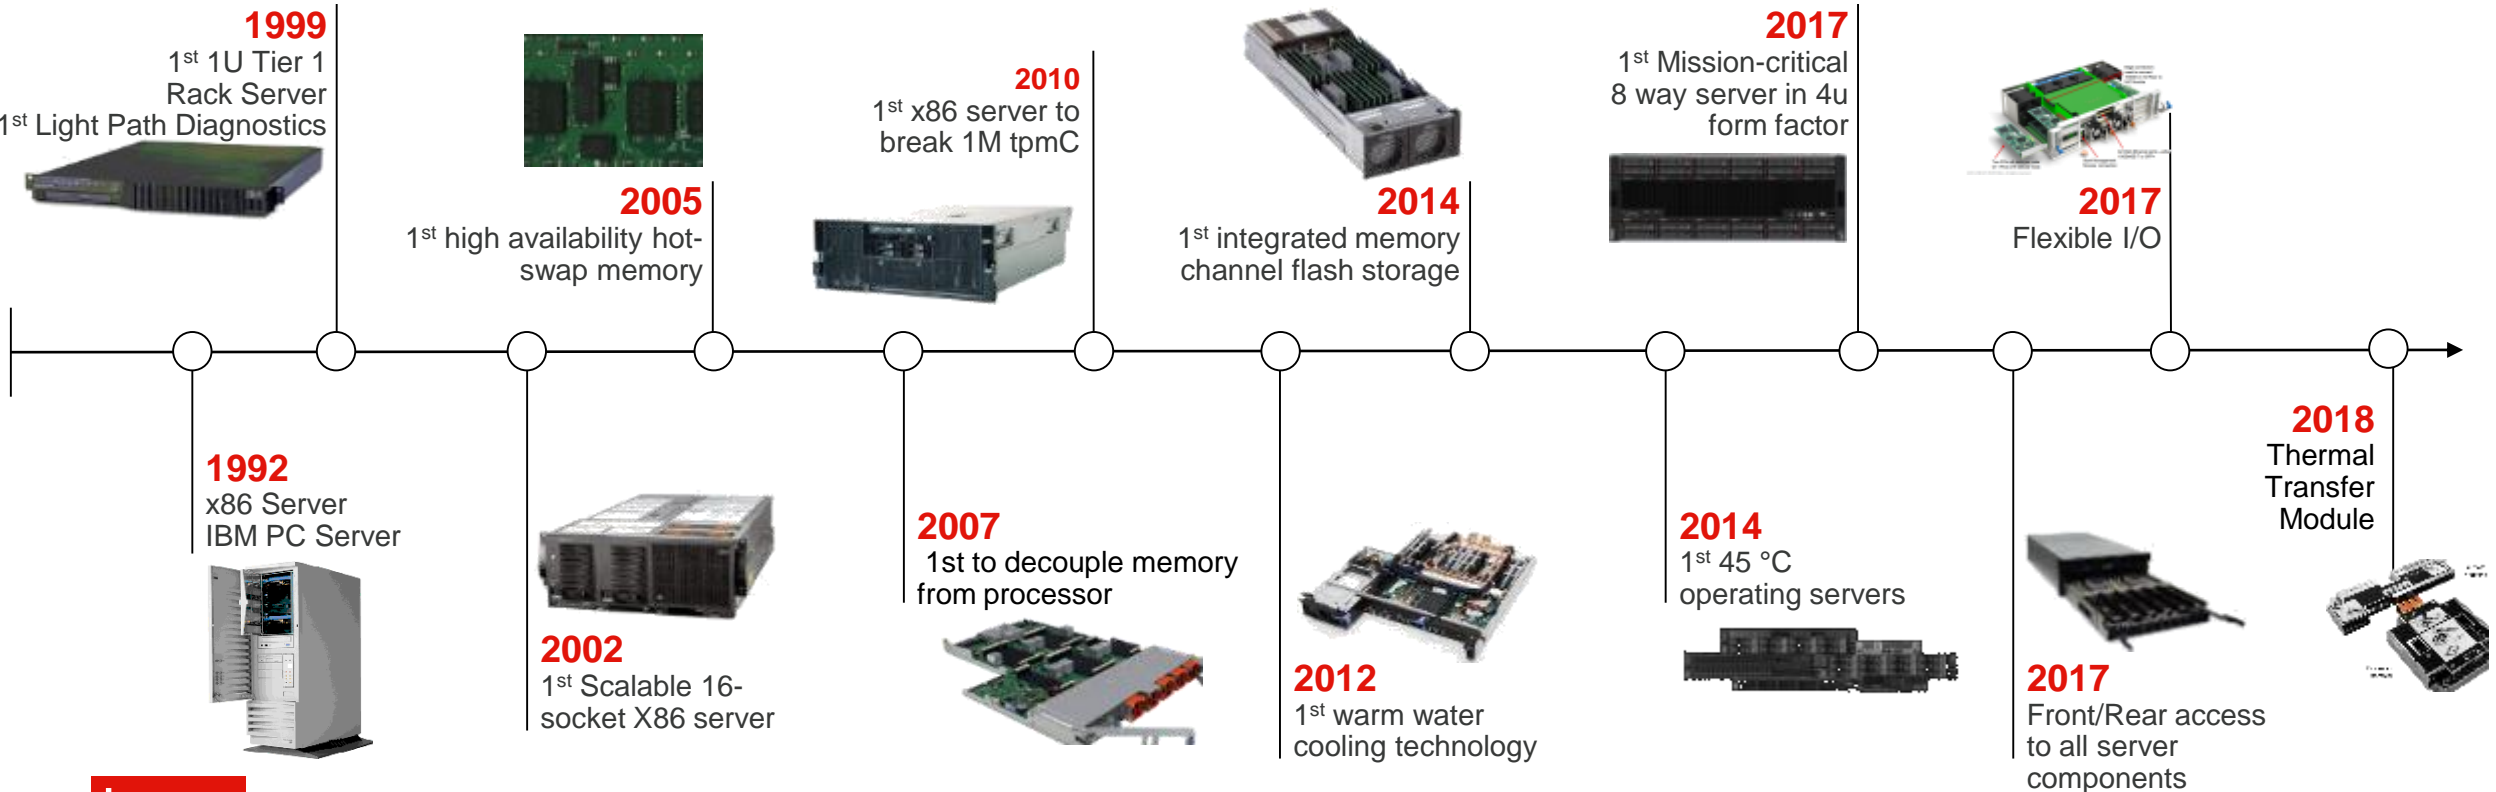 1999
1st 1U Tier 1
Rack Server
1st Light Path Diagnostics
2005
1st high availability hot-
swap memory
2010
1st x86 server to
break 1M tpmC
2014
1st integrated memory
channel flash storage
2017
1st Mission-critical
8 way server in 4u
form factor
2017
Flexible I/O
1992
x86 Server
IBM PC Server
2002
1st Scalable 16-
socket X86 server
2007
1st to decouple memory
from processor
2012
1st warm water
cooling technology
2014
1st 45 °C
operating servers
2017
Front/Rear access
to all server
components
2018
Thermal
Transfer
Module